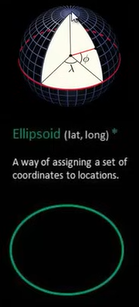 λ φ
Ellipsoid (lat, long) *
A way of assigning a set of
coordinates to locations.